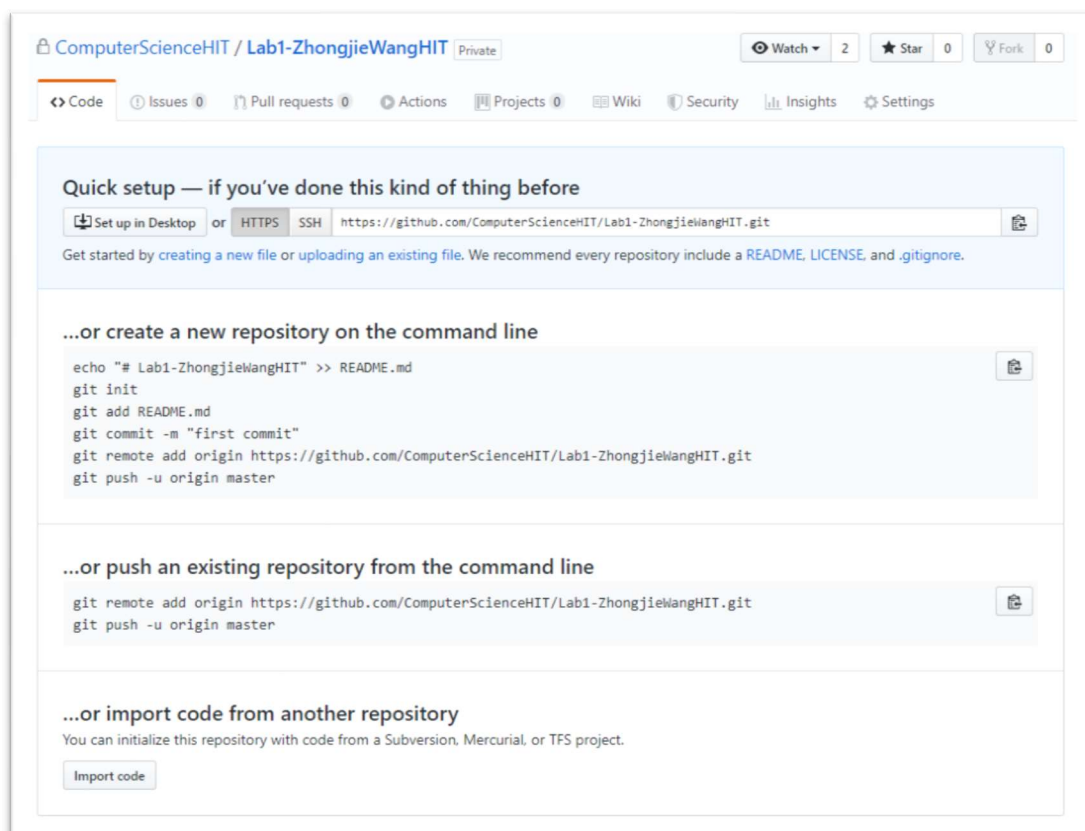 ComputerScienceHIT / Lab1-ZhongjieWangHIT Private
Watch 2 Star 0 Fork 0
Code Issues 0 Pull requests 0 Actions Projects 0 Wiki Security Insights Settings
Quick setup — if you've done this kind of thing before
Set up in Desktop or HTTPS SSH https://github.com/ComputerScienceHIT/Lab1-ZhongjieWangHIT.git
Get started by creating a new file or uploading an existing file. We recommend every repository include a README, LICENSE, and .gitignore.
...or create a new repository on the command line
echo "# Lab1-ZhongjieWangHIT" >> README.md
git init
git add README.md
git commit -m "first commit"
git remote add origin https://github.com/ComputerScienceHIT/Lab1-ZhongjieWangHIT.git
git push -u origin master
...or push an existing repository from the command line
git remote add origin https://github.com/ComputerScienceHIT/Lab1-ZhongjieWangHIT.git
git push -u origin master
...or import code from another repository
You can initialize this repository with code from a Subversion, Mercurial, or TFS project.
Import code